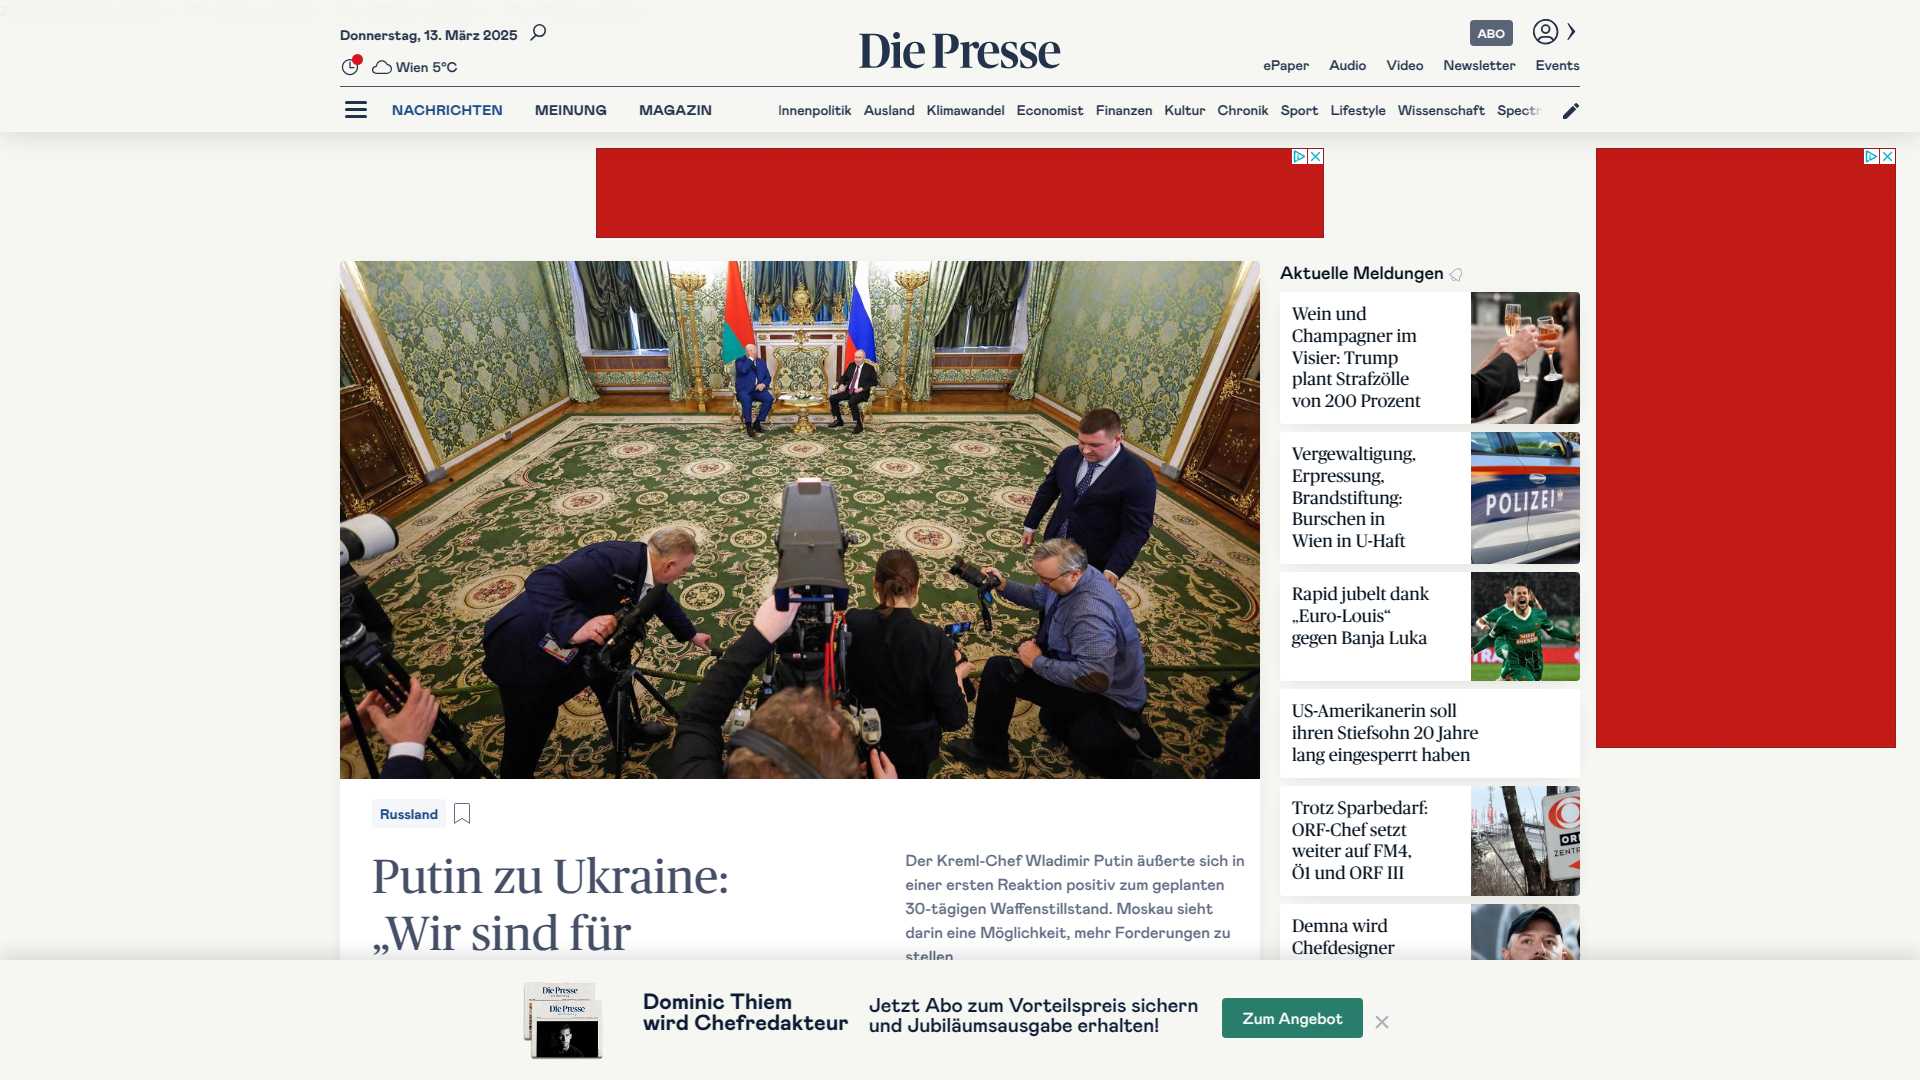 Donnerstag, 13. März 2025
Wien 5°C
Die Presse
ABO
ePaper Audio Video Newsletter Events
NACHRICHTEN MEINUNG MAGAZIN
Innenpolitik Ausland Klimawandel Economist Finanzen Kultur Chronik Sport Lifestyle Wissenschaft Spectr
Russland
Putin zu Ukraine:
„Wir sind für
Der Kreml-Chef Wladimir Putin äußerte sich in
einer ersten Reaktion positiv zum geplanten
30-tägigen Waffenstillstand. Moskau sieht
darin eine Möglichkeit, mehr Forderungen zu
stellen.
Aktuelle Meldungen
Wein und
Champagner im
Visier: Trump
plant Strafzölle
von 200 Prozent
Vergewaltigung,
Erpressung,
Brandstiftung:
Burschen in
Wien in U-Haft
POLIZEI
Rapid jubelt dank
„Euro-Louis“
gegen Banja Luka
US-Amerikanerin soll
ihren Stiefsohn 20 Jahre
lang eingesperrt haben
Trotz Sparbedarf:
ORF-Chef setzt
weiter auf FM4,
Ö1 und ORF III
Demna wird
Chefdesigner
Die Presse
Die Presse
Dominic Thiem
wird Chefredakteur
Jetzt Abo zum Vorteilspreis sichern
und Jubiläumsausgabe erhalten!
Zum Angebot